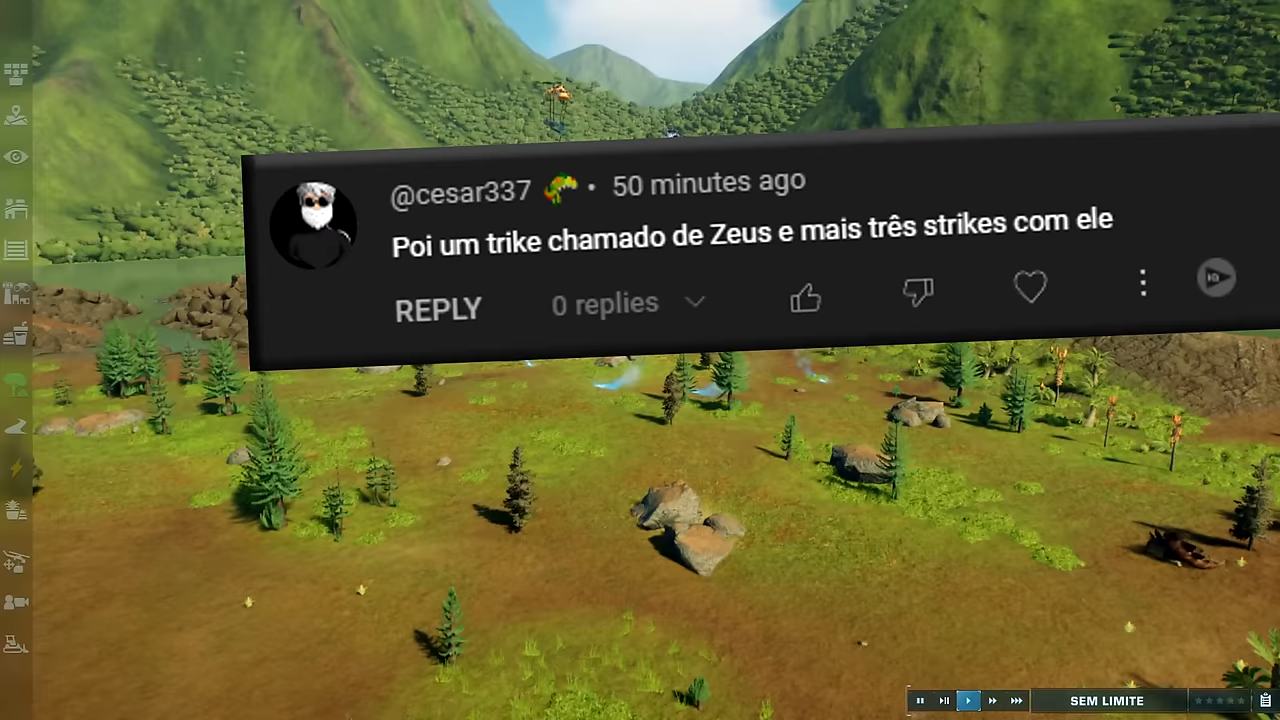 @cesar337 • 50 minutes ago
Poi um trike chamado de Zeus e mais três strikes com ele
REPLY 0 replies
SEM LIMITE